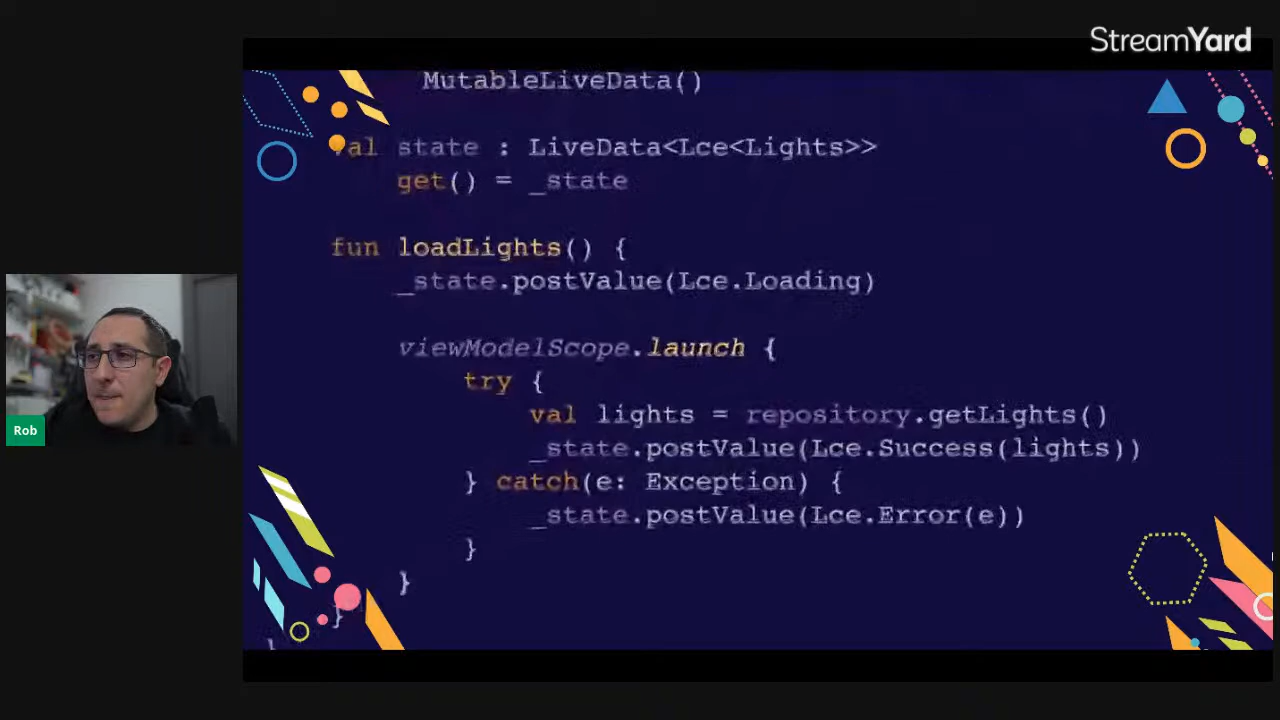 StreamYard
MutableLiveData()
val state : LiveData<Lce<Lights>>
get() = _state
fun loadLights() {
_state.postValue(Lce.Loading)
viewModelScope.launch {
try {
val lights = repository.getLights()
_state.postValue(Lce.Success(lights))
} catch(e: Exception) {
_state.postValue(Lce.Error(e))
}
}
}
Rob